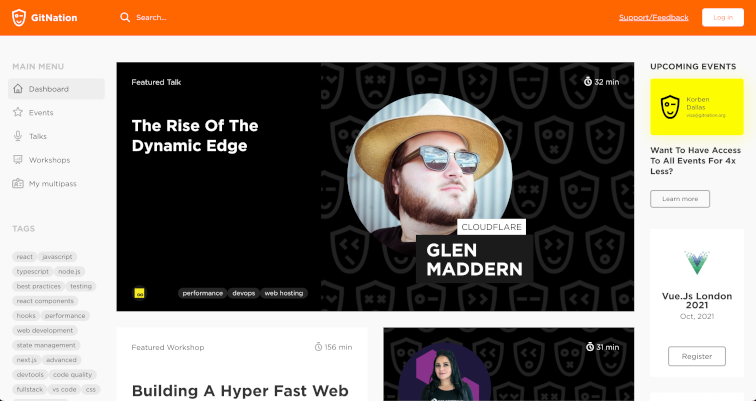 GitNation
Search...
Support/Feedback
Log in
MAIN MENU
Dashboard
Events
Talks
Workshops
My multipass
TAGS
react javascript
typescript node.js
best practices testing
react components
hooks performance
web development
state management
next.js advanced
devtools code quality
fullstack vs code css
Featured Talk
32 min
The Rise Of The
Dynamic Edge
CLOUDFLARE
GLEN
MADDERN
performance devops web hosting
Featured Workshop
156 min
Building A Hyper Fast Web
31 min
UPCOMING EVENTS
Korben
Dallas
Want To Have Access
To All Events For 4x
Less?
Learn more
Vue.Js London
2021
Oct, 2021
Register